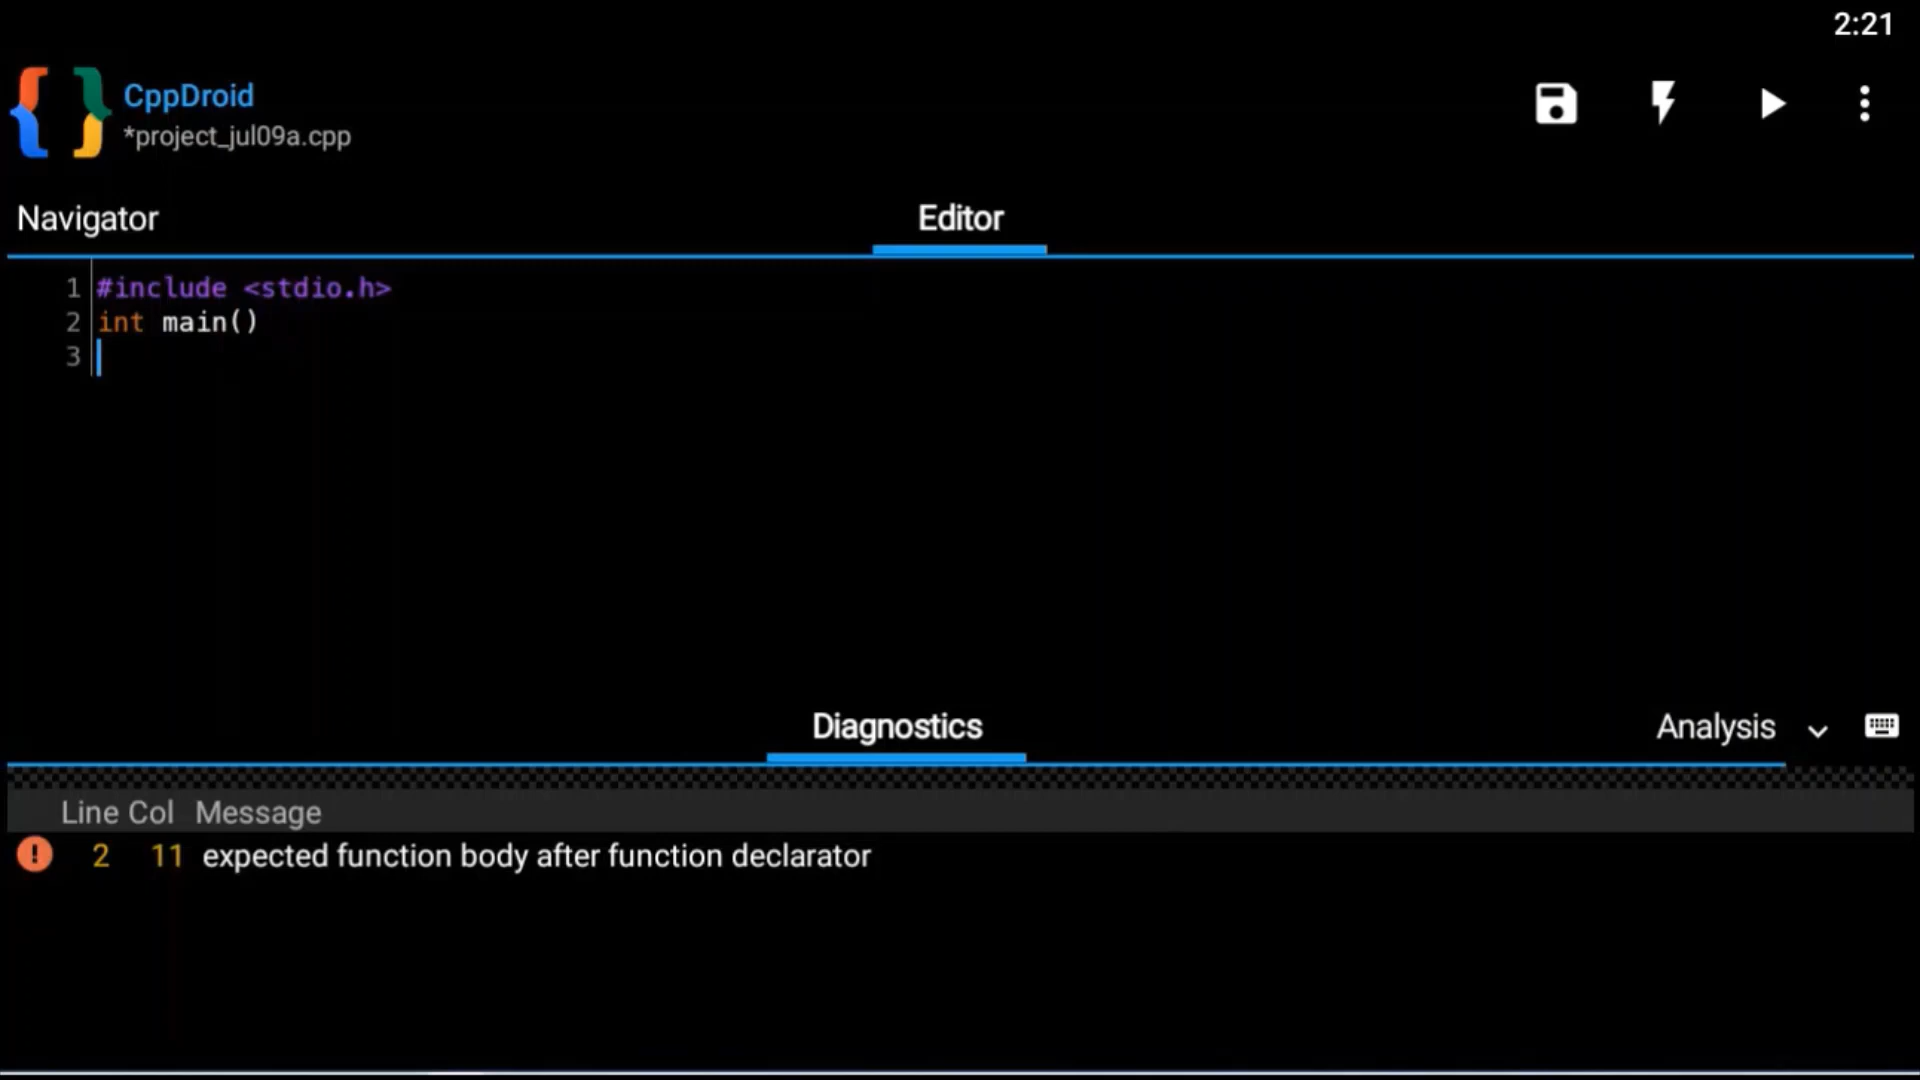 2:21
CppDroid
*project_jul09a.cpp
Navigator
Editor
1 #include <stdio.h>
2 int main()
3
Diagnostics
Analysis
Line Col Message
2 11 expected function body after function declarator